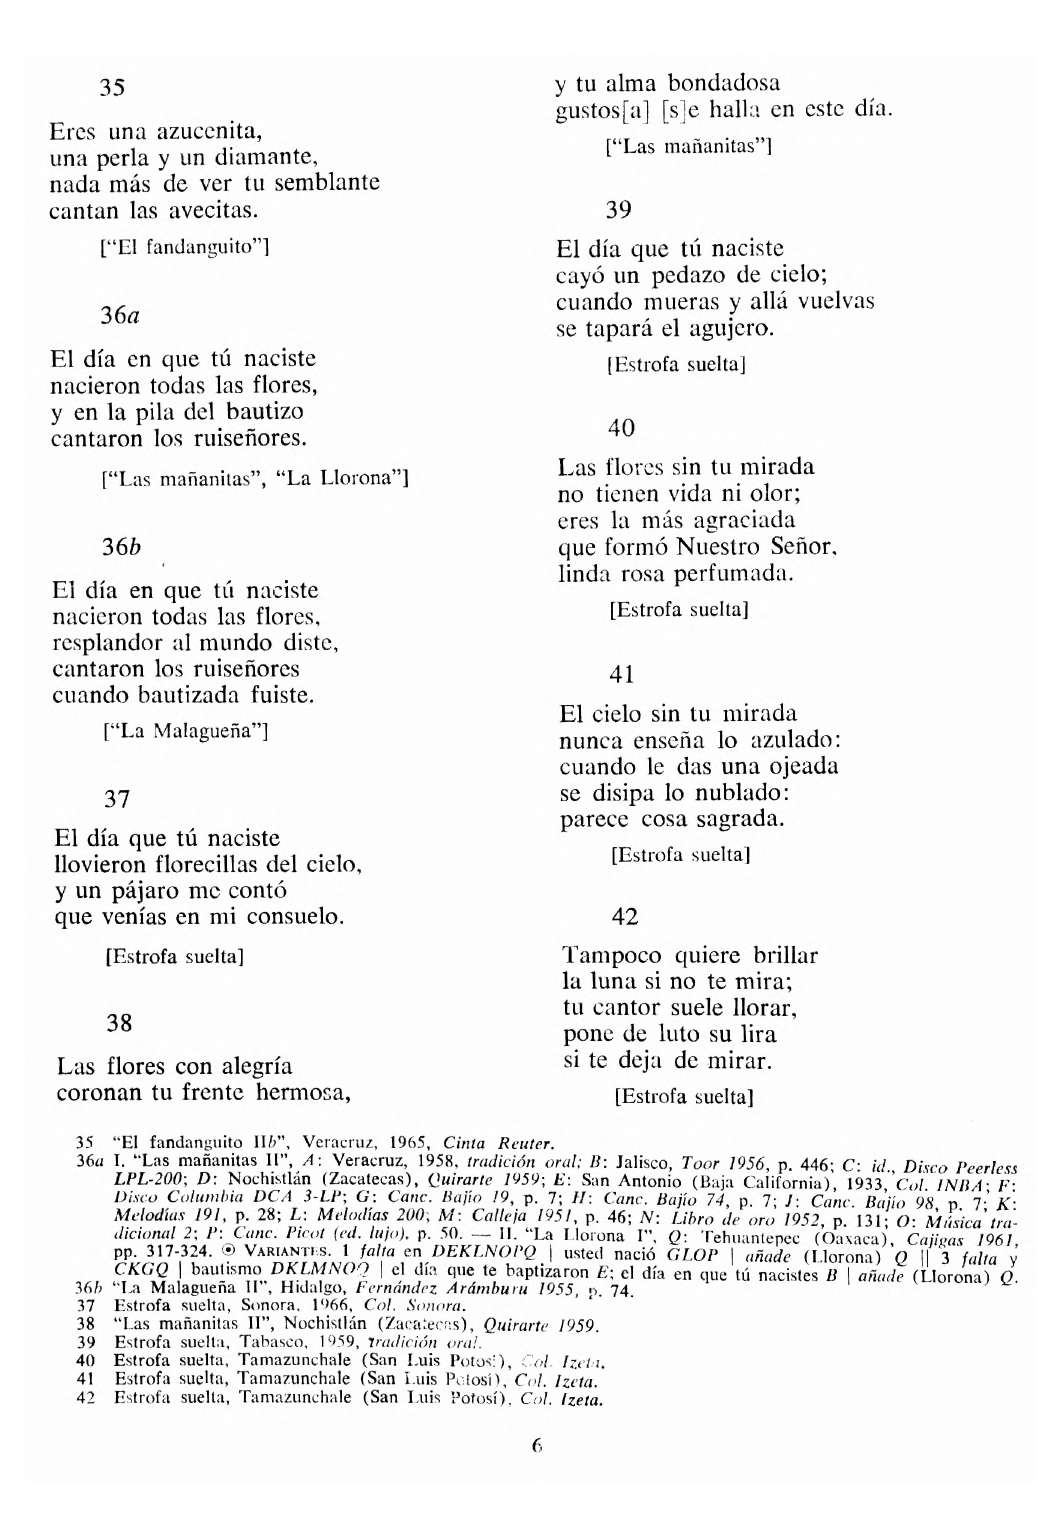 35
Eres una azucenita,
una perla y un diamante,
nada más de ver tu semblante
cantan las avecitas.
[“El fandanguito”]
36a
El día en que tú naciste
nacieron todas las flores,
y en la pila del bautizo
cantaron los ruiseñores.
[“Las mañanitas”, “La Llorona”]
36b
El día en que tú naciste
nacieron todas las flores,
resplandor al mundo diste,
cantaron los ruiseñores
cuando bautizada fuiste.
[“La Malagueña”]
37
El día que tú naciste
llovieron florecillas del cielo,
y un pájaro me contó
que venías en mi consuelo.
[Estrofa suelta]
38
Las flores con alegría
coronan tu frente hermosa,
y tu alma bondadosa
gustos[a] [s]e halla en este día.
[“Las mañanitas”]
39
El día que tú naciste
cayó un pedazo de cielo;
cuando mueras y allá vuelvas
se tapará el agujero.
[Estrofa suelta]
40
Las flores sin tu mirada
no tienen vida ni olor;
eres la más agraciada
que formó Nuestro Señor,
linda rosa perfumada.
[Estrofa suelta]
41
El cielo sin tu mirada
nunca enseña lo azulado:
cuando le das una ojeada
se disipa lo nublado:
parece cosa sagrada.
[Estrofa suelta]
42
Tampoco quiere brillar
la luna si no te mira;
tu cantor suele llorar,
pone de luto su lira
si te deja de mirar.
[Estrofa suelta]
35 “El fandanguito IIb”, Veracruz, 1965, Cinta Reuter.
36a I. “Las mañanitas II”, A: Veracruz, 1958, tradición oral; B: Jalisco, Toor 1956, p. 446; C: id., Disco Peerless
LPL-200; D: Nochistlán (Zacatecas), Quirarte 1959; E: San Antonio (Baja California), 1933, Col. INBA; F:
Disco Columbia DCA 3-LP; G: Canc. Bajío 19, p. 7; H: Canc. Bajío 74, p. 7; J: Canc. Bajío 98, p. 7; K:
Melodías 191, p. 28; L: Melodías 200; M: Calleja 1951, p. 46; N: Libro de oro 1952, p. 131; O: Música tra-
dicional 2; P: Canc. Picot (ed. lujo), p. 50. — II. “La Llorona I”, Q: Tehuantepec (Oaxaca), Cajigas 1961,
pp. 317-324. ⦿ VARIANTES. 1 falta en DEKLNOPQ | usted nació GLOP | añade (Llorona) Q || 3 falta y
CKGQ | bautismo DKLMNOQ | el día que te baptizaron E; el día en que tú nacistes B | añade (Llorona) Q.
36b “La Malagueña II”, Hidalgo, Fernández Arámburu 1955, p. 74.
37 Estrofa suelta, Sonora, 1966, Col. Sonora.
38 “Las mañanitas II”, Nochistlán (Zacatecas), Quirarte 1959.
39 Estrofa suelta, Tabasco, 1959, tradición oral.
40 Estrofa suelta, Tamazunchale (San Luis Potosí), Col. Izeta.
41 Estrofa suelta, Tamazunchale (San Luis Potosí), Col. Izeta.
42 Estrofa suelta, Tamazunchale (San Luis Potosí), Col. Izeta.
6